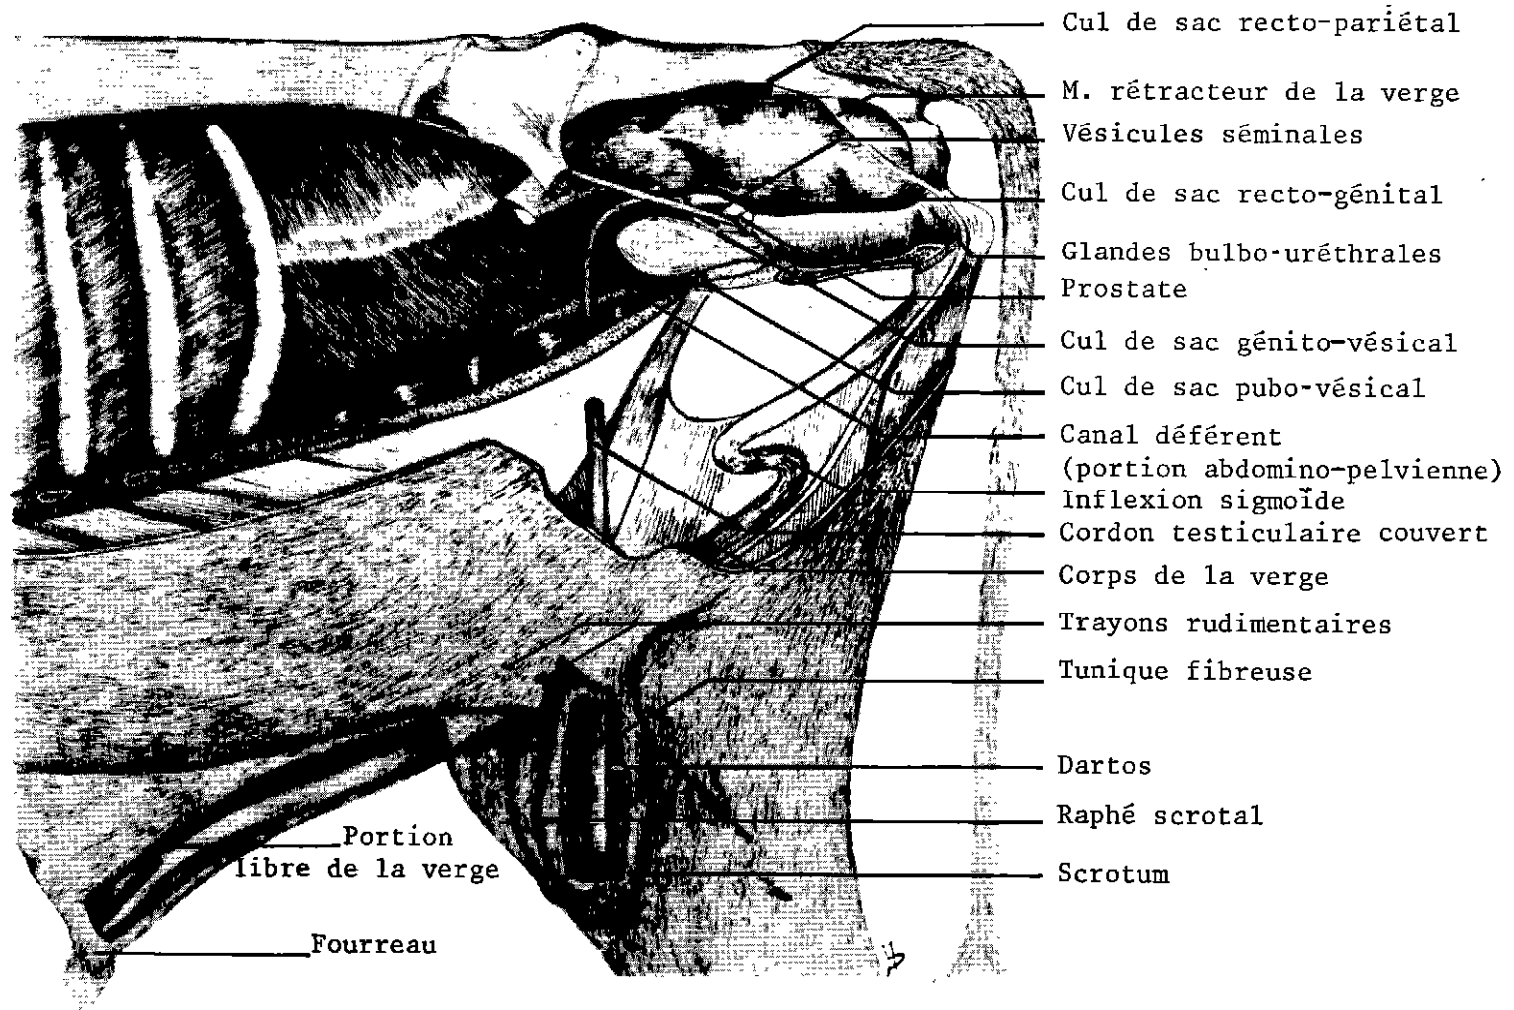 Cul de sac recto-pariétal
M. rétracteur de la verge
Vésicules séminales
Cul de sac recto-génital
Glandes bulbo-uréthrales
Prostate
Cul de sac génito-vésical
Cul de sac pubo-vésical
Canal déférent
(portion abdomino-pelvienne)
Inflexion sigmoïde
Cordon testiculaire couvert
Corps de la verge
Trayons rudimentaires
Tunique fibreuse
Dartos
Raphé scrotal
Scrotum
Portion
libre de la verge
Fourreau